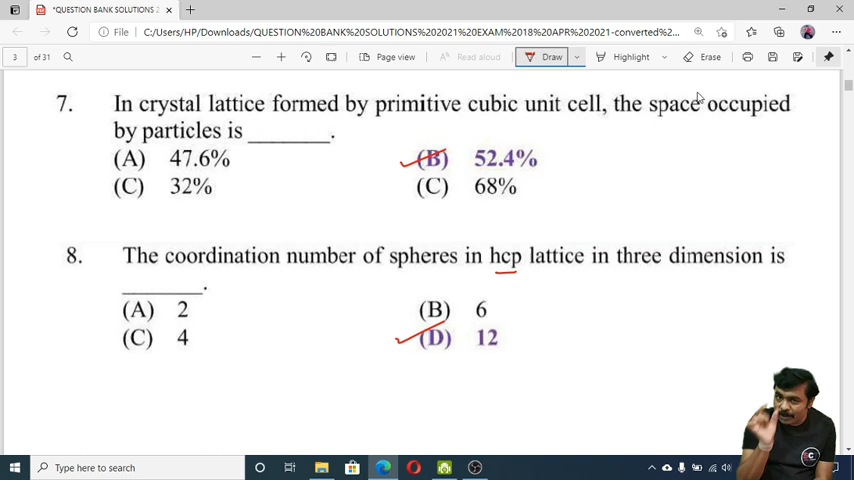 *QUESTION BANK SOLUTIONS 2
File
C:/Users/HP/Downloads/QUESTION%20BANK%20SOLUTIONS%202021%20EXAM%2018%20APR%202021-converted%...
3 of 31
Page view
Read aloud
Draw
Highlight
Erase
7. In crystal lattice formed by primitive cubic unit cell, the space occupied
by particles is _______.
(A) 47.6% (B) 52.4%
(C) 32% (C) 68%
8. The coordination number of spheres in hcp lattice in three dimension is
________.
(A) 2 (B) 6
(C) 4 (D) 12
SC
Type here to search